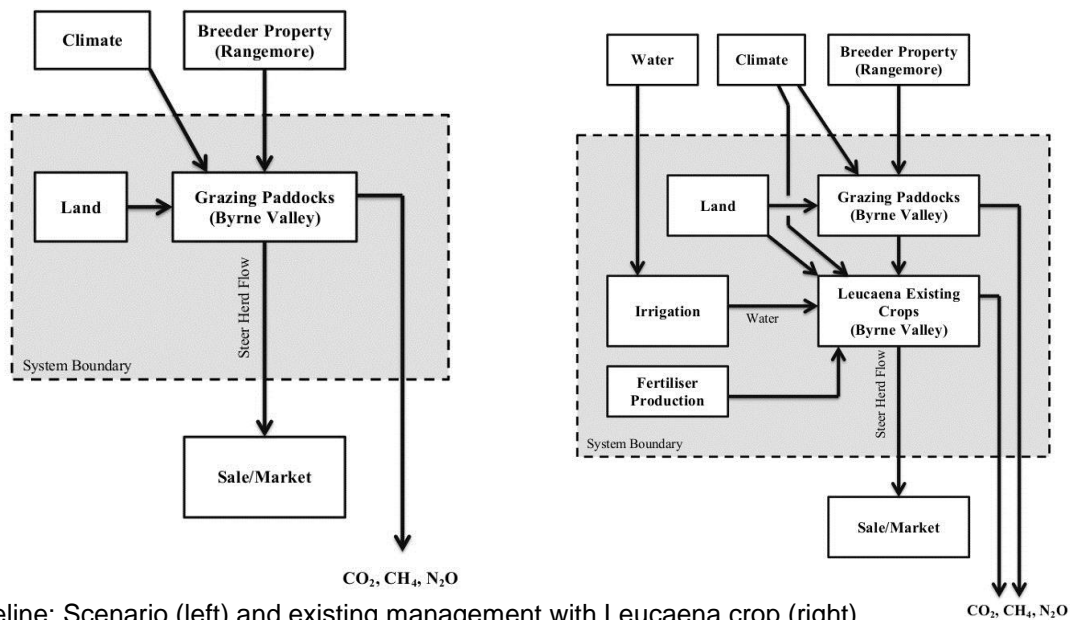 Climate
Breeder Property
(Rangemore)
Land
Grazing Paddocks
(Byrne Valley)
Steer Herd Flow
System Boundary
Sale/Market
CO₂, CH₄, N₂O
Water
Climate
Breeder Property
(Rangemore)
Land
Grazing Paddocks
(Byrne Valley)
Irrigation
Water
Leucaena Existing
Crops
(Byrne Valley)
Fertiliser
Production
Steer Herd Flow
System Boundary
Sale/Market
CO₂, CH₄, N₂O
eline: Scenario (left) and existing management with Leucaena crop (right)